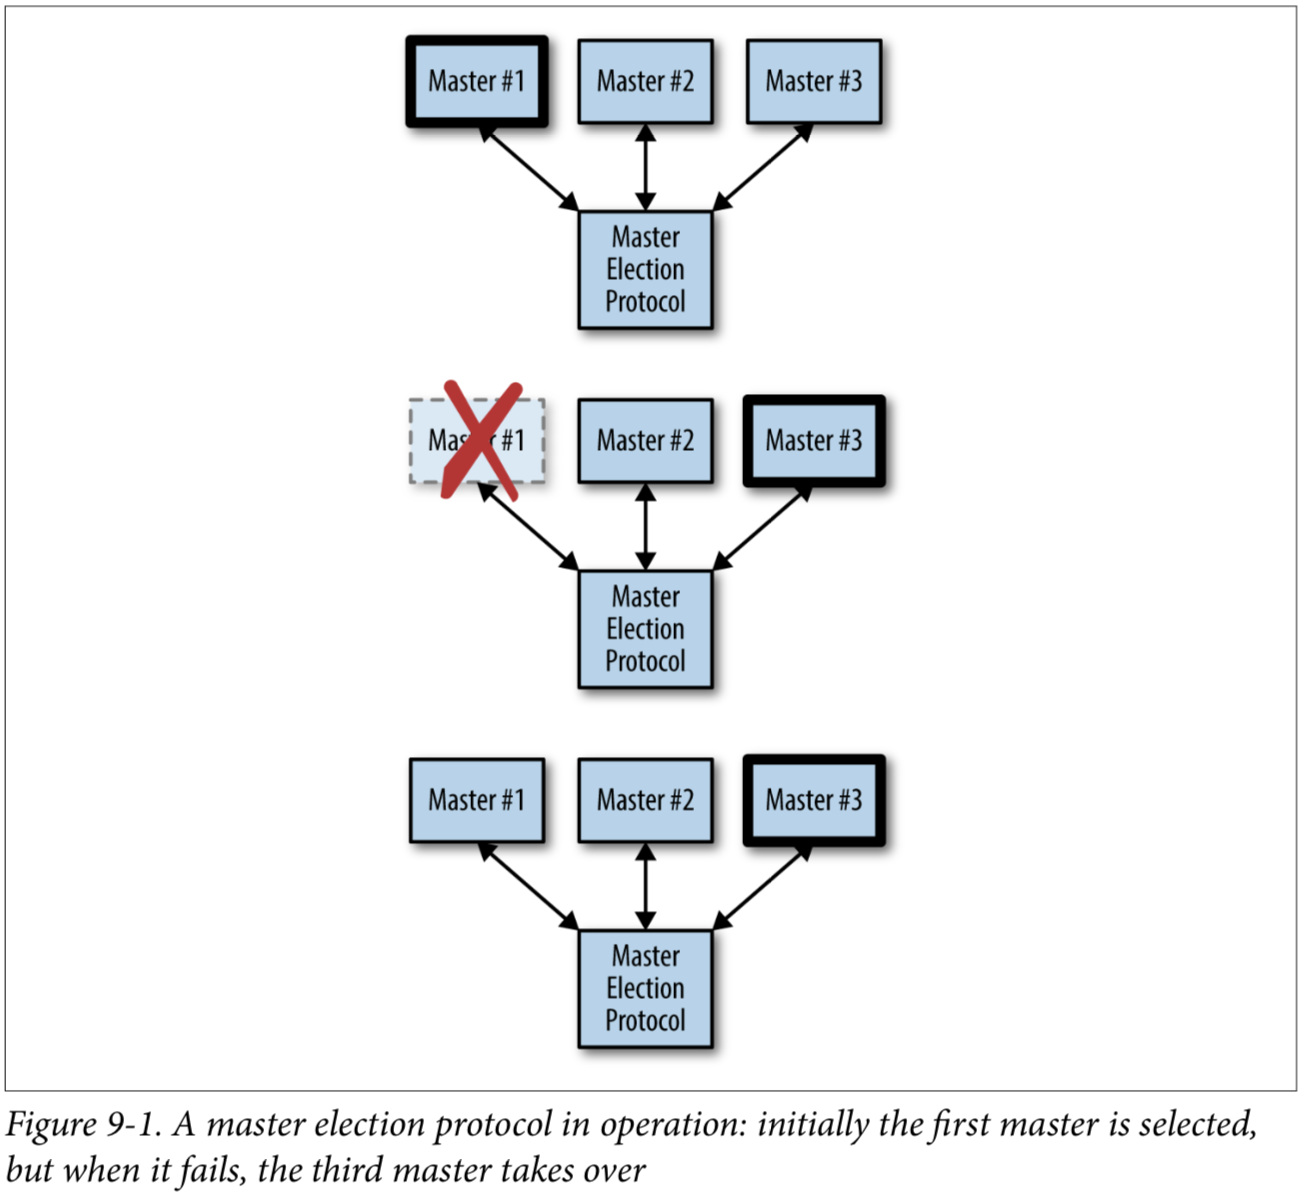 Master #1
Master #2
Master #3
Master
Election
Protocol
Master #1
Master #2
Master #3
Master
Election
Protocol
Master #1
Master #2
Master #3
Master
Election
Protocol
Figure 9-1. A master election protocol in operation: initially the first master is selected,
but when it fails, the third master takes over